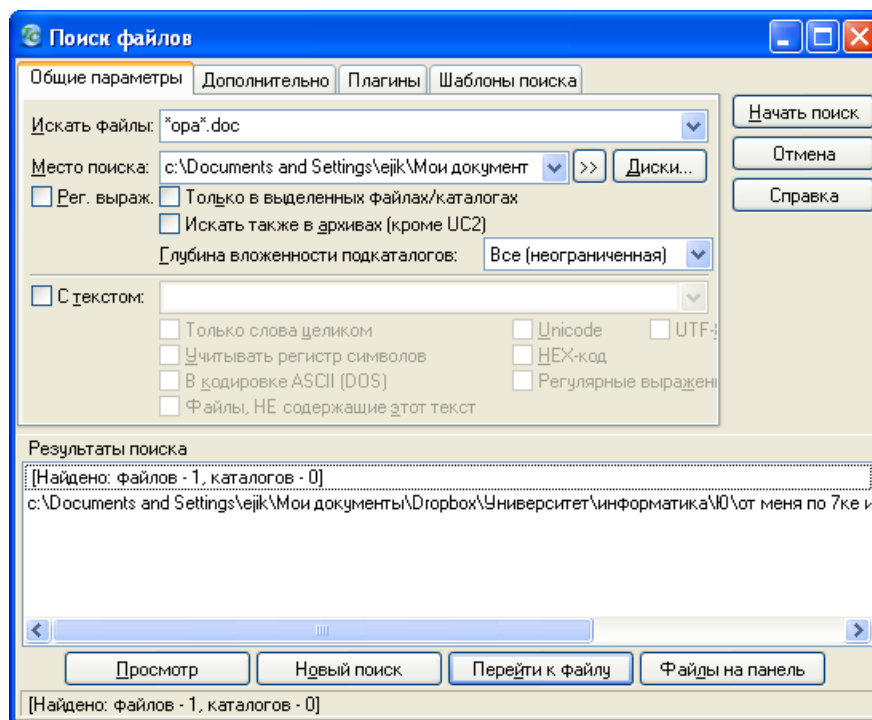 Поиск файлов
Общие параметры Дополнительно Плагины Шаблоны поиска
Искать файлы: *ора*.doc Начать поиск
Место поиска: c:\Documents and Settings\ejik\Мои документ >> Диски... Отмена
Рег. выраж. Только в выделенных файлах/каталогах Справка
Искать также в архивах (кроме UC2)
Глубина вложенности подкаталогов: Все (неограниченная)
С текстом:
Только слова целиком Unicode UTF-
Учитывать регистр символов HEX-код
В кодировке ASCII (DOS) Регулярные выражен
Файлы, НЕ содержащие этот текст
Результаты поиска
[Найдено: файлов - 1, каталогов - 0]
c:\Documents and Settings\ejik\Мои документы\Dropbox\Университет\информатика\Ю\от меня по 7ке и
Просмотр Новый поиск Перейти к файлу Файлы на панель
[Найдено: файлов - 1, каталогов - 0]